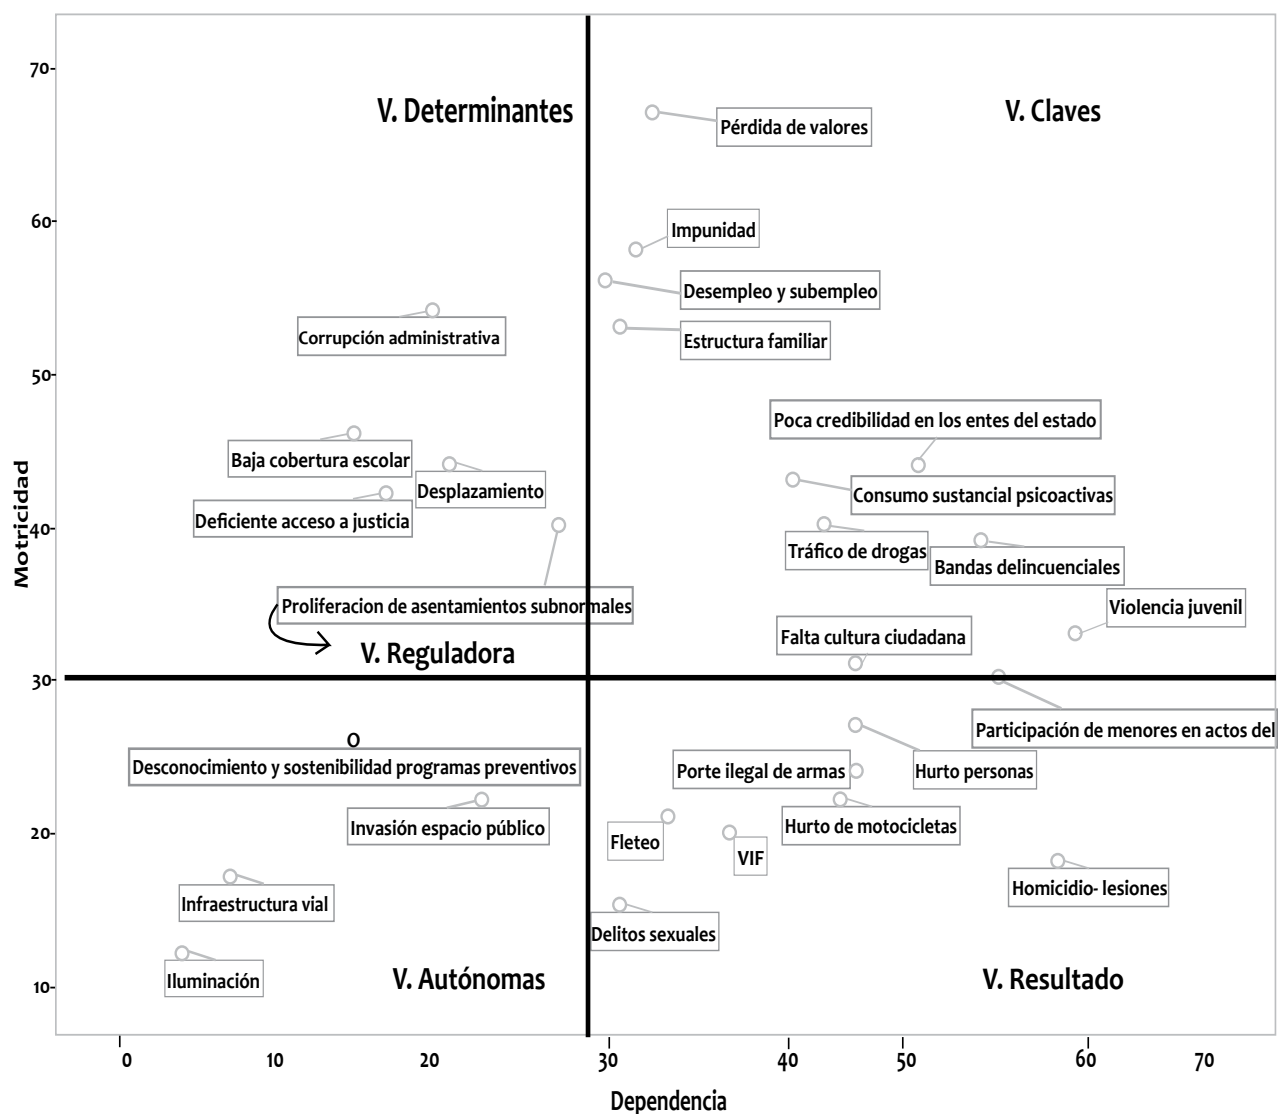 70
V. Determinantes
V. Claves
Pérdida de valores
60
Impunidad
Desempleo y subempleo
Corrupción administrativa
Estructura familiar
50
Poca credibilidad en los entes del estado
Baja cobertura escolar
Desplazamiento
Consumo sustancial psicoactivas
Deficiente acceso a justicia
Motricidad
40
Tráfico de drogas
Bandas delincuenciales
Proliferacion de asentamientos subnormales
Violencia juvenil
Falta cultura ciudadana
V. Reguladora
30
Participación de menores en actos del
Desconocimiento y sostenibilidad programas preventivos
Porte ilegal de armas
Hurto personas
20
Invasión espacio público
Hurto de motocicletas
Fleteo
VIF
Homicidio- lesiones
Infraestructura vial
Delitos sexuales
Iluminación
V. Autónomas
V. Resultado
10
0 10 20 30 40 50 60 70
Dependencia